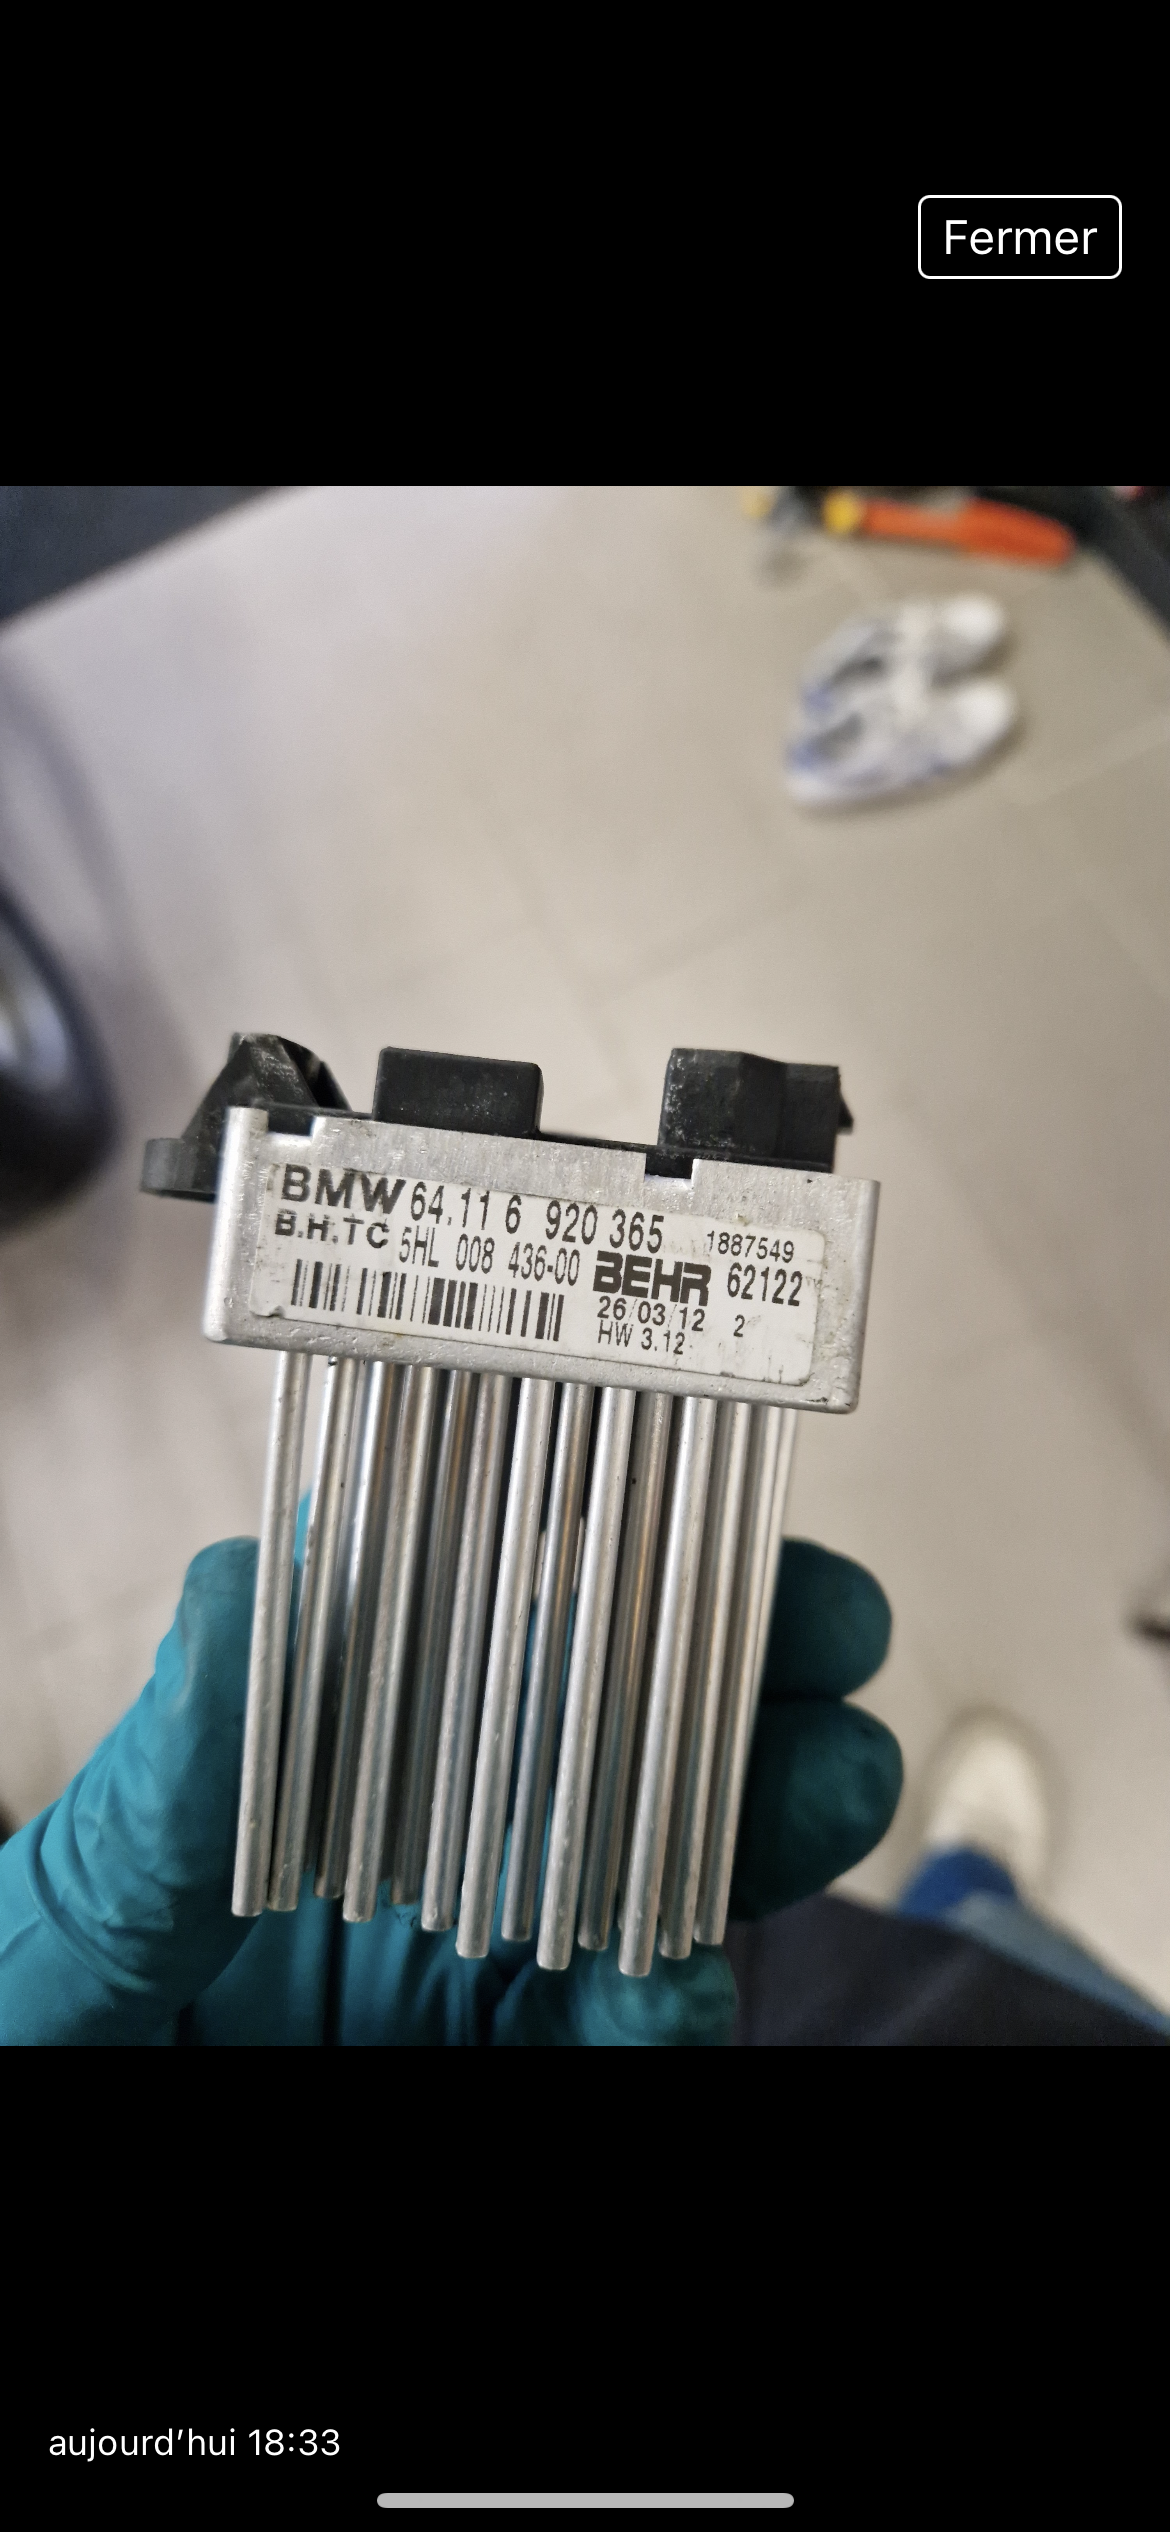 Fermer
BMW 64.11 6 920 365 1887549
B.H.TC 5HL 008 436-00 BEHR 62122
26/03/12 2
HW 3.12
aujourd’hui 18:33